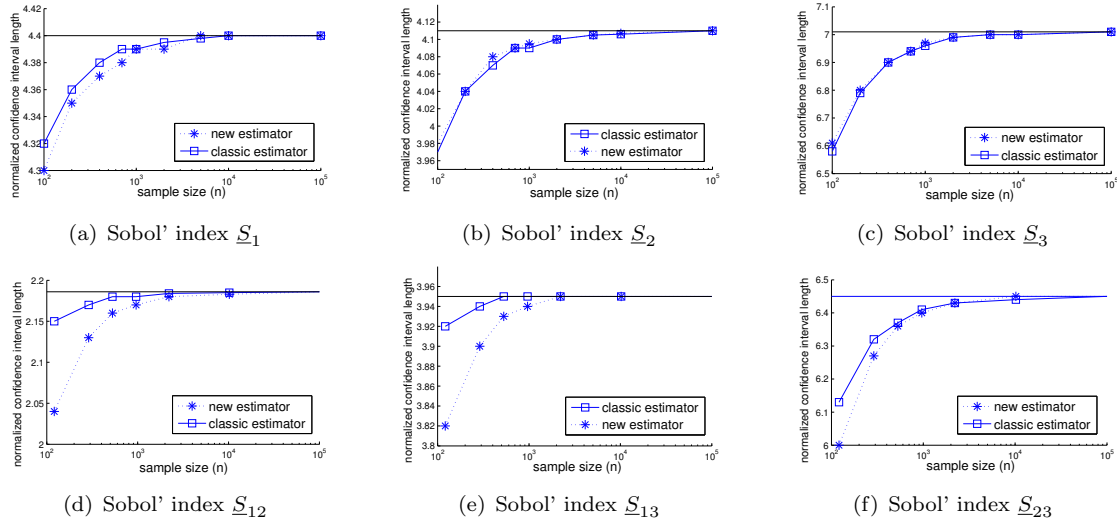 normalized confidence interval length
4.42
4.4
4.38
4.36
4.34
4.32
4.3
10² 10³ 10⁴ 10⁵
sample size (n)
new estimator
classic estimator
(a) Sobol' index S₁
normalized confidence interval length
4.12
4.1
4.08
4.06
4.04
4.02
4
3.98
3.96
10² 10³ 10⁴ 10⁵
sample size (n)
classic estimator
new estimator
(b) Sobol' index S₂
normalized confidence interval length
7.1
7
6.9
6.8
6.7
6.6
6.5
10² 10³ 10⁴ 10⁵
sample size (n)
new estimator
classic estimator
(c) Sobol' index S₃
normalized confidence interval length
2.2
2.15
2.1
2.05
2
10² 10³ 10⁴ 10⁵
sample size (n)
new estimator
classic estimator
(d) Sobol' index S₁₂
normalized confidence interval length
3.96
3.94
3.92
3.9
3.88
3.86
3.84
3.82
3.8
10² 10³ 10⁴ 10⁵
sample size (n)
classic estimator
new estimator
(e) Sobol' index S₁₃
normalized confidence interval length
6.5
6.4
6.3
6.2
6.1
6
10² 10³ 10⁴ 10⁵
sample size (n)
new estimator
classic estimator
(f) Sobol' index S₂₃